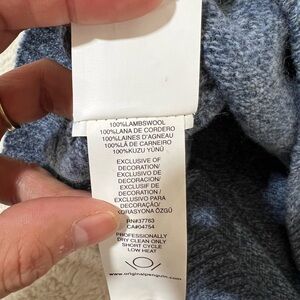 100%LAMBSWOOL
100%LANA DE CORDERO
100%LAINES D'AGNEAU
100%LÃ DE CARNEIRO
100%KUZU YÜNÜ
EXCLUSIVE OF
DECORATION/
EXCLUSIVO DE
DECORACION/
EXCLUSIF DE
DECORATION /
EXCLUSIVO PARA
DECORAÇÃO/
KORASYONA ÖZGÜ
RN#37763
CA#04754
PROFESSIONALLY
DRY CLEAN ONLY
SHORT CYCLE
LOW HEAT
www.originalpenguin.com